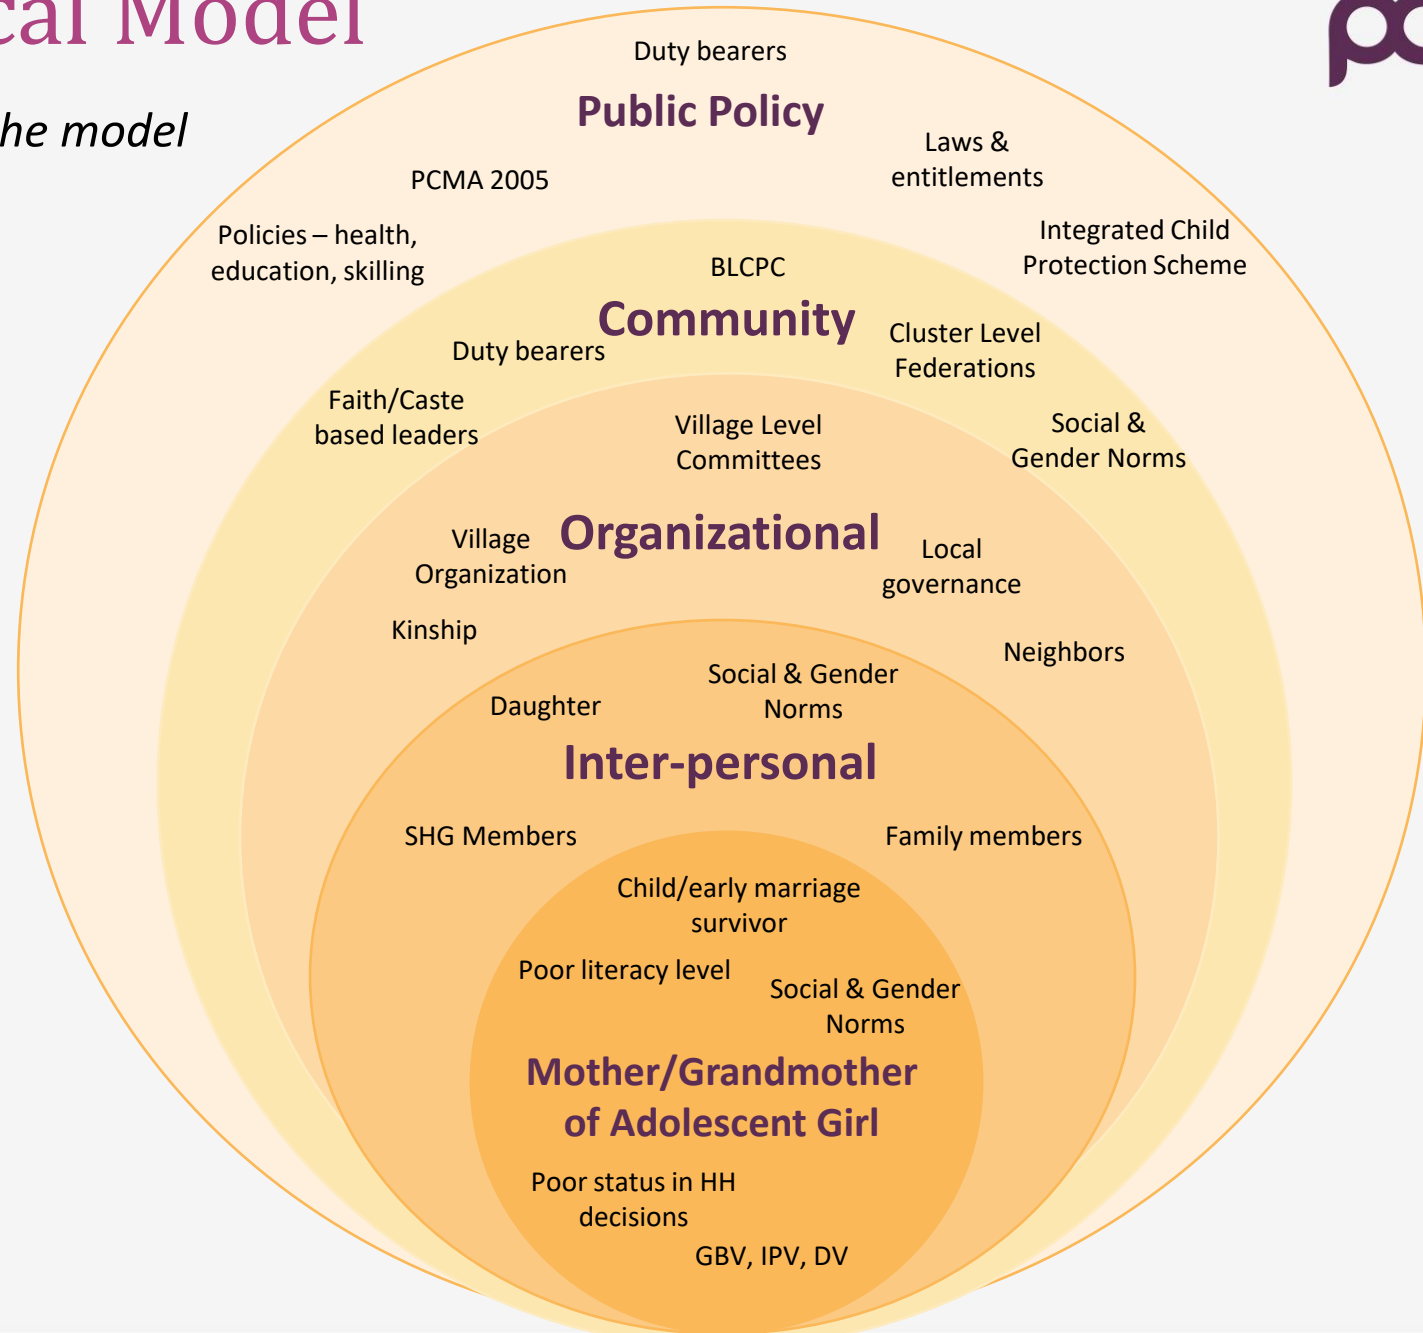 cal Model
he model
Duty bearers
Public Policy
Laws &
entitlements
PCMA 2005
Policies – health,
education, skilling
Integrated Child
Protection Scheme
BLCPC
Community
Cluster Level
Federations
Duty bearers
Faith/Caste
based leaders
Social &
Gender Norms
Village Level
Committees
Organizational
Village
Organization
Local
governance
Kinship
Neighbors
Social & Gender
Norms
Daughter
Inter-personal
SHG Members
Family members
Child/early marriage
survivor
Poor literacy level
Social & Gender
Norms
Mother/Grandmother
of Adolescent Girl
Poor status in HH
decisions
GBV, IPV, DV